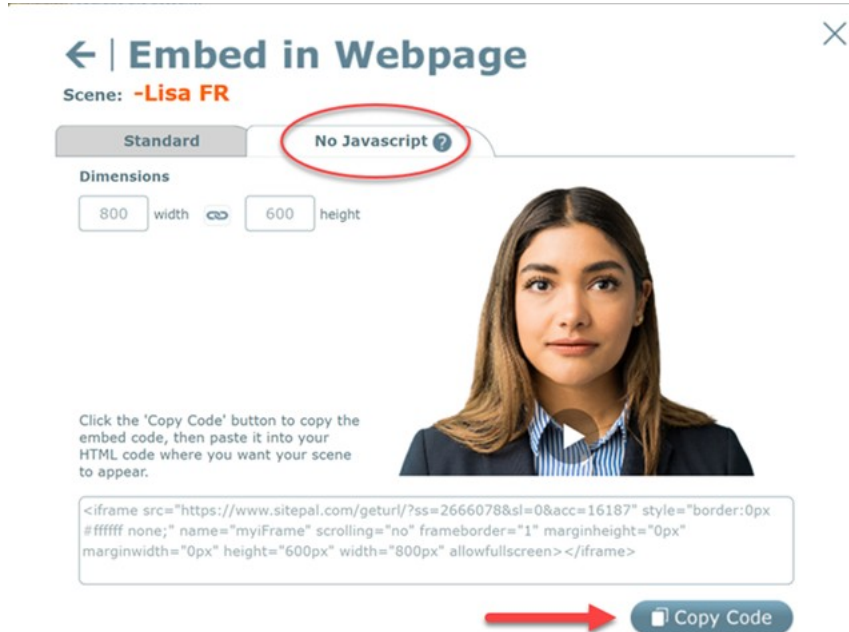 ← | Embed in Webpage
Scene: -Lisa FR
Standard
No Javascript ?
Dimensions
800 width 600 height
Click the 'Copy Code' button to copy the
embed code, then paste it into your
HTML code where you want your scene
to appear.
<iframe src="https://www.sitepal.com/geturl/?ss=2666078&sl=0&acc=16187" style="border:0px
#ffffff none;" name="myiFrame" scrolling="no" frameborder="1" marginheight="0px"
marginwidth="0px" height="600px" width="800px" allowfullscreen></iframe>
Copy Code